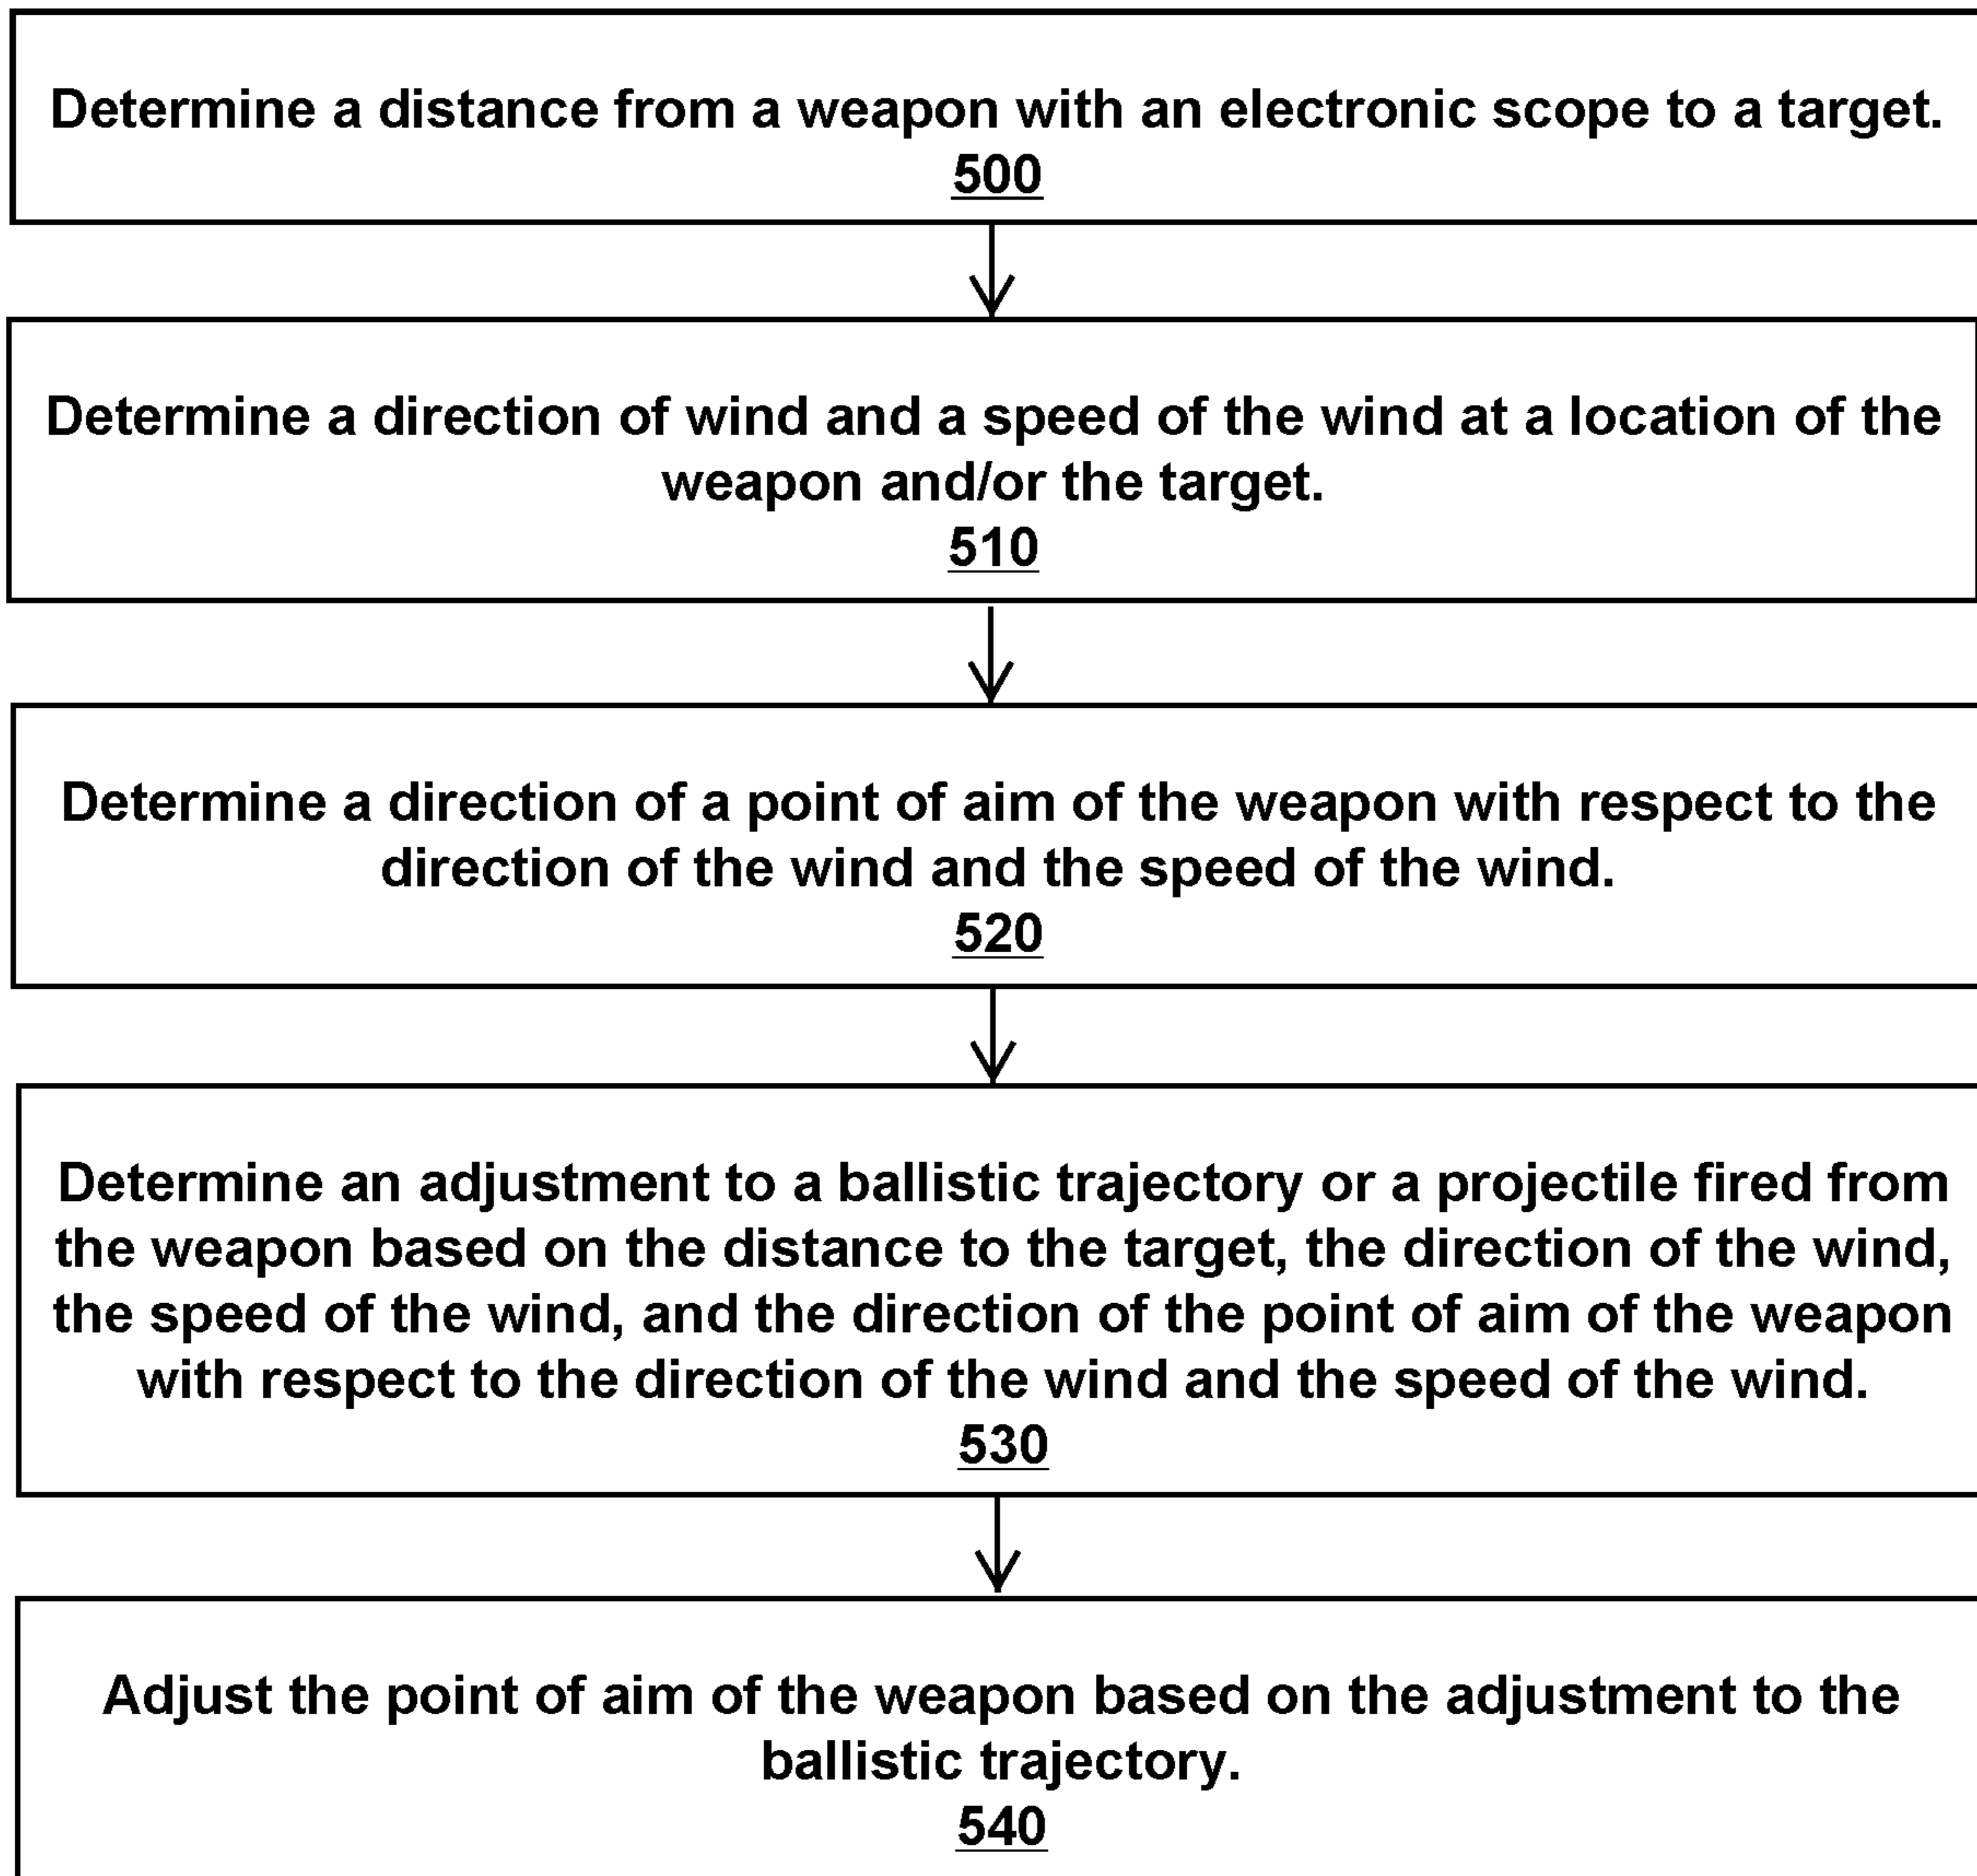 Determine a distance from a weapon with an electronic scope to a target.
500
Determine a direction of wind and a speed of the wind at a location of the
weapon and/or the target.
510
Determine a direction of a point of aim of the weapon with respect to the
direction of the wind and the speed of the wind.
520
Determine an adjustment to a ballistic trajectory or a projectile fired from
the weapon based on the distance to the target, the direction of the wind,
the speed of the wind, and the direction of the point of aim of the weapon
with respect to the direction of the wind and the speed of the wind.
530
Adjust the point of aim of the weapon based on the adjustment to the
ballistic trajectory.
540